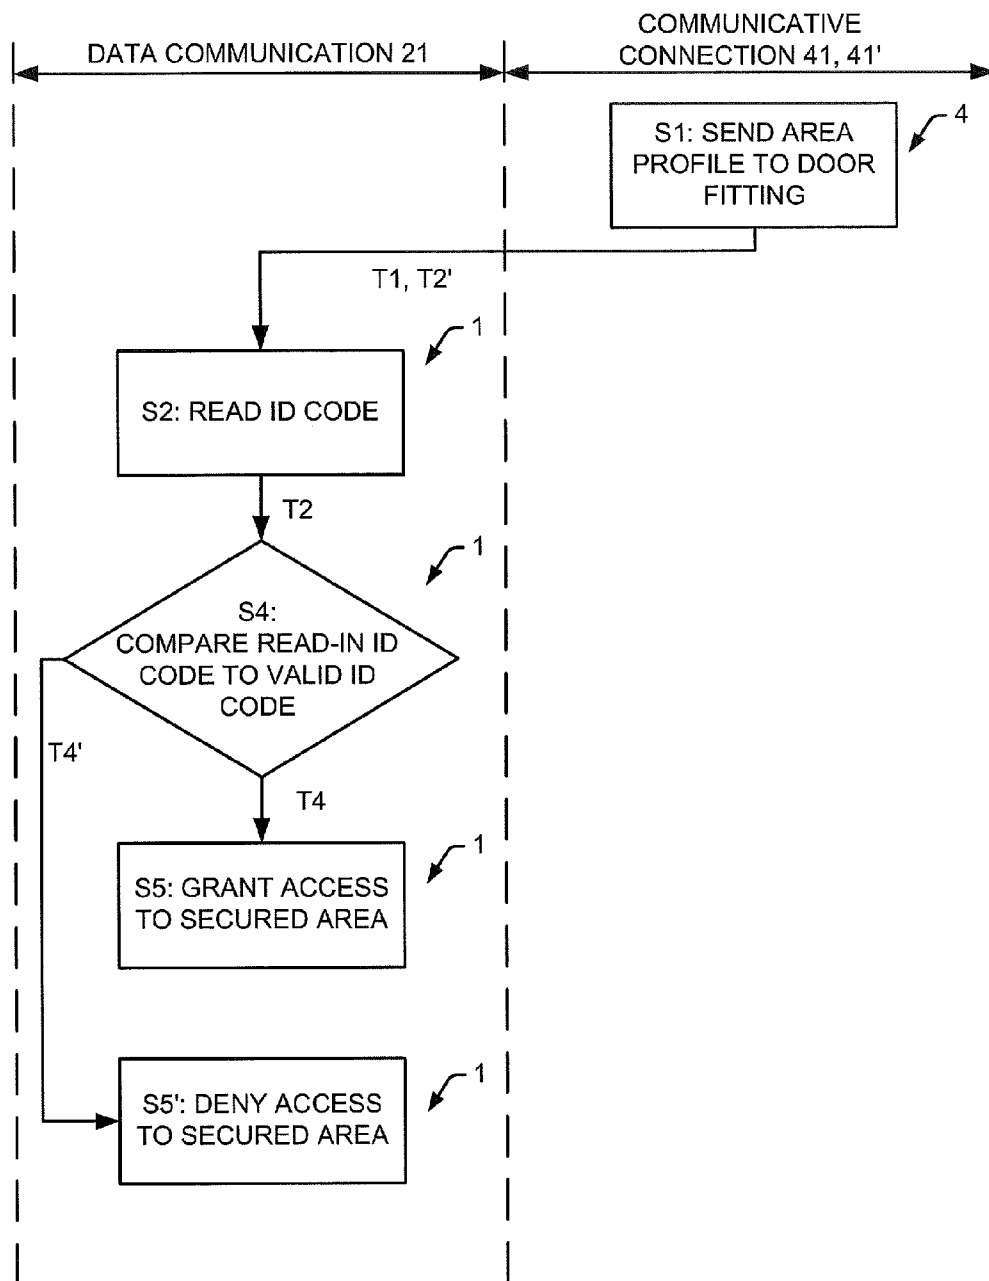 DATA COMMUNICATION 21
COMMUNICATIVE
CONNECTION 41, 41'
S1: SEND AREA
PROFILE TO DOOR
FITTING
4
T1, T2'
1
S2: READ ID CODE
T2
1
S4:
COMPARE READ-IN ID
CODE TO VALID ID
CODE
T4'
T4
1
S5: GRANT ACCESS
TO SECURED AREA
1
S5': DENY ACCESS
TO SECURED AREA